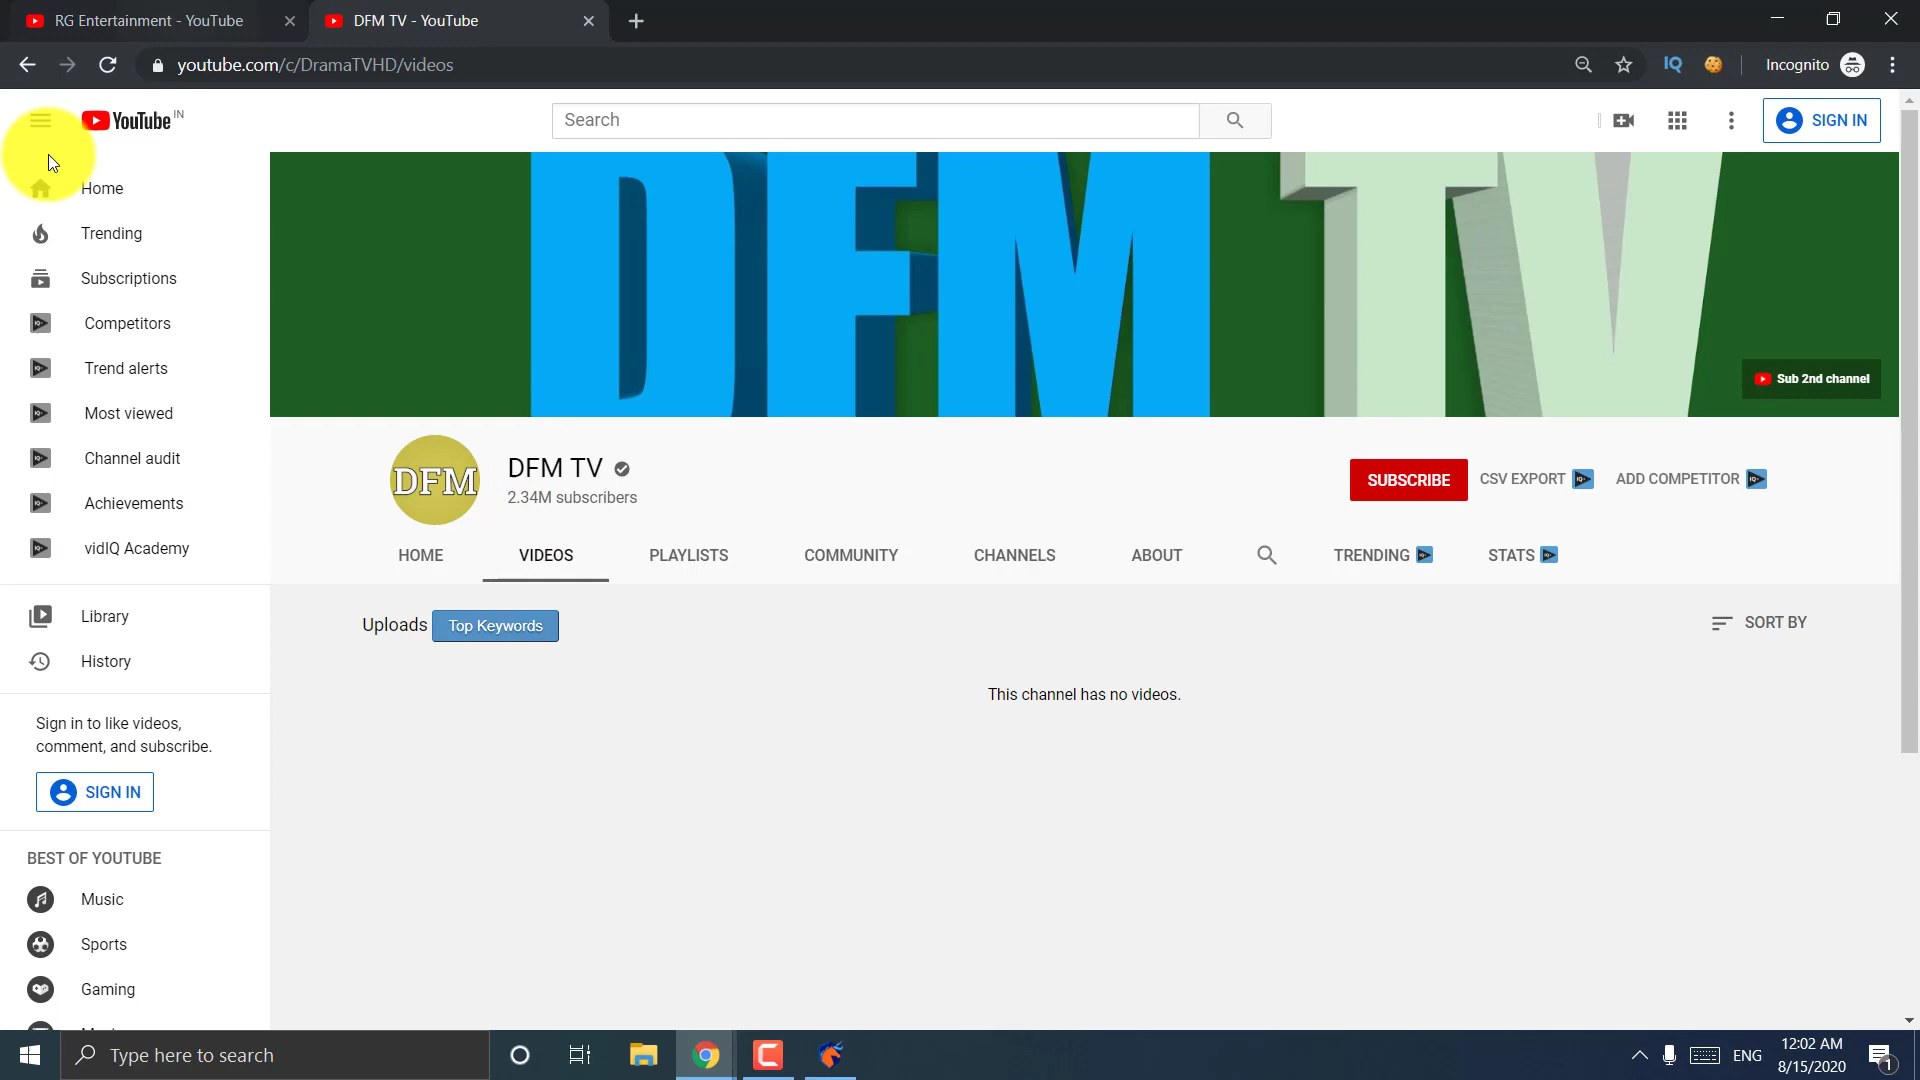 RG Entertainment - YouTube
DFM TV - YouTube
youtube.com/c/DramaTVHD/videos
IQ
Incognito
YouTube IN
Search
SIGN IN
Home
Trending
Subscriptions
Competitors
Trend alerts
Most viewed
Channel audit
Achievements
vidIQ Academy
Library
History
Sign in to like videos,
comment, and subscribe.
SIGN IN
BEST OF YOUTUBE
Music
Sports
Gaming
DFM TV
Sub 2nd channel
DFM
DFM TV
2.34M subscribers
SUBSCRIBE
CSV EXPORT
ADD COMPETITOR
HOME
VIDEOS
PLAYLISTS
COMMUNITY
CHANNELS
ABOUT
TRENDING
STATS
Uploads
Top Keywords
SORT BY
This channel has no videos.
Type here to search
ENG
12:02 AM
8/15/2020
1